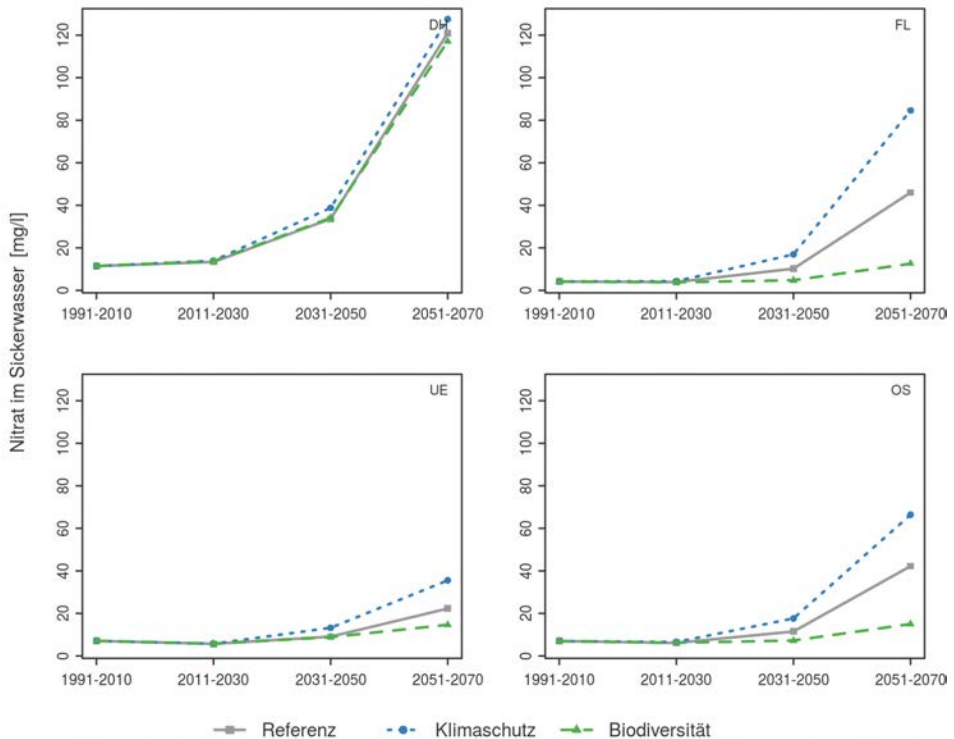 Nitrat im Sickerwasser [mg/l]
DH
0 20 40 60 80 100 120
1991-2010 2011-2030 2031-2050 2051-2070
FL
0 20 40 60 80 100 120
1991-2010 2011-2030 2031-2050 2051-2070
UE
0 20 40 60 80 100 120
1991-2010 2011-2030 2031-2050 2051-2070
OS
0 20 40 60 80 100 120
1991-2010 2011-2030 2031-2050 2051-2070
Referenz Klimaschutz Biodiversität